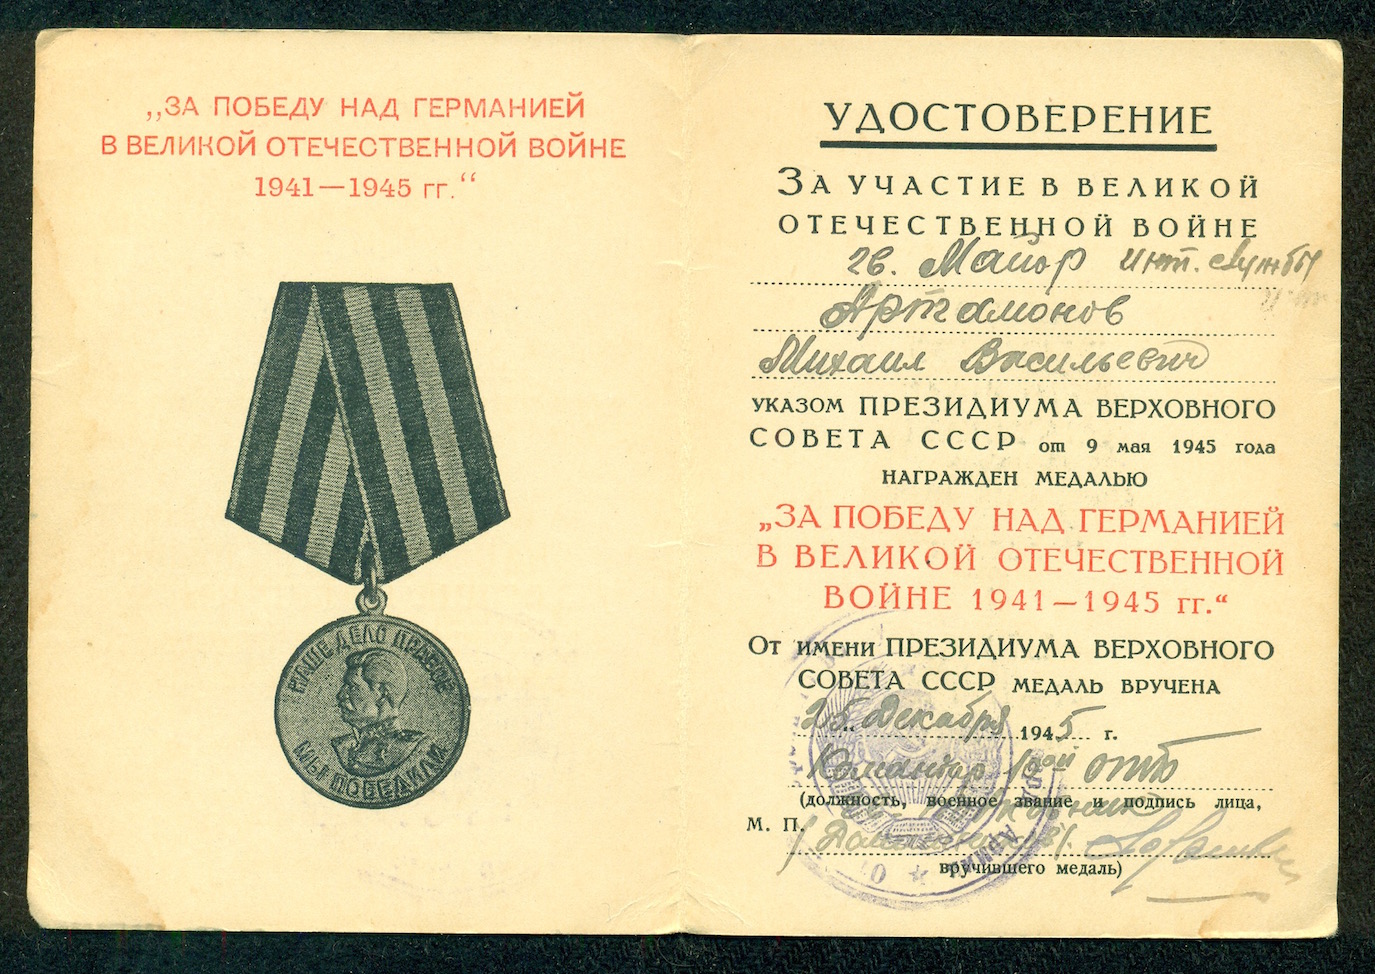 „ЗА ПОБЕДУ НАД ГЕРМАНИЕЙ
В ВЕЛИКОЙ ОТЕЧЕСТВЕННОЙ ВОЙНЕ
1941—1945 гг.“
НАШЕ ДЕЛО ПРАВОЕ
МЫ ПОБЕДИЛИ
УДОСТОВЕРЕНИЕ
ЗА УЧАСТИЕ В ВЕЛИКОЙ
ОТЕЧЕСТВЕННОЙ ВОЙНЕ
гв. Майор инт. службы
Артамонов
Михаил Васильевич
УКАЗОМ ПРЕЗИДИУМА ВЕРХОВНОГО
СОВЕТА СССР от 9 мая 1945 года
НАГРАЖДЕН МЕДАЛЬЮ
„ЗА ПОБЕДУ НАД ГЕРМАНИЕЙ
В ВЕЛИКОЙ ОТЕЧЕСТВЕННОЙ
ВОЙНЕ 1941—1945 гг.“
От имени ПРЕЗИДИУМА ВЕРХОВНОГО
СОВЕТА СССР МЕДАЛЬ ВРУЧЕНА
25 декабря 1945 г.
Командир
(должность, военное звание и подпись лица,
М. П.
вручившего медаль)